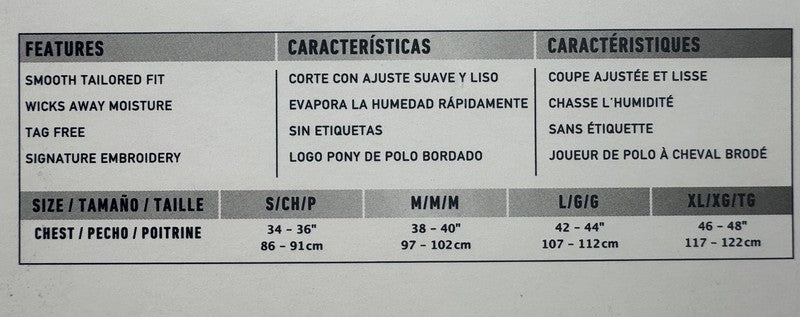 FEATURES
SMOOTH TAILORED FIT
WICKS AWAY MOISTURE
TAG FREE
SIGNATURE EMBROIDERY
CARACTERÍSTICAS
CORTE CON AJUSTE SUAVE Y LISO
EVAPORA LA HUMEDAD RÁPIDAMENTE
SIN ETIQUETAS
LOGO PONY DE POLO BORDADO
CARACTÉRISTIQUES
COUPE AJUSTÉE ET LISSE
CHASSE L'HUMIDITÉ
SANS ÉTIQUETTE
JOUEUR DE POLO À CHEVAL BRODÉ
SIZE / TAMAÑO / TAILLE S/CH/P M/M/M L/G/G XL/XG/TG
CHEST / PECHO / POITRINE 34 - 36" 38 - 40" 42 - 44" 46 - 48"
86 - 91cm 97 - 102cm 107 - 112cm 117 - 122cm